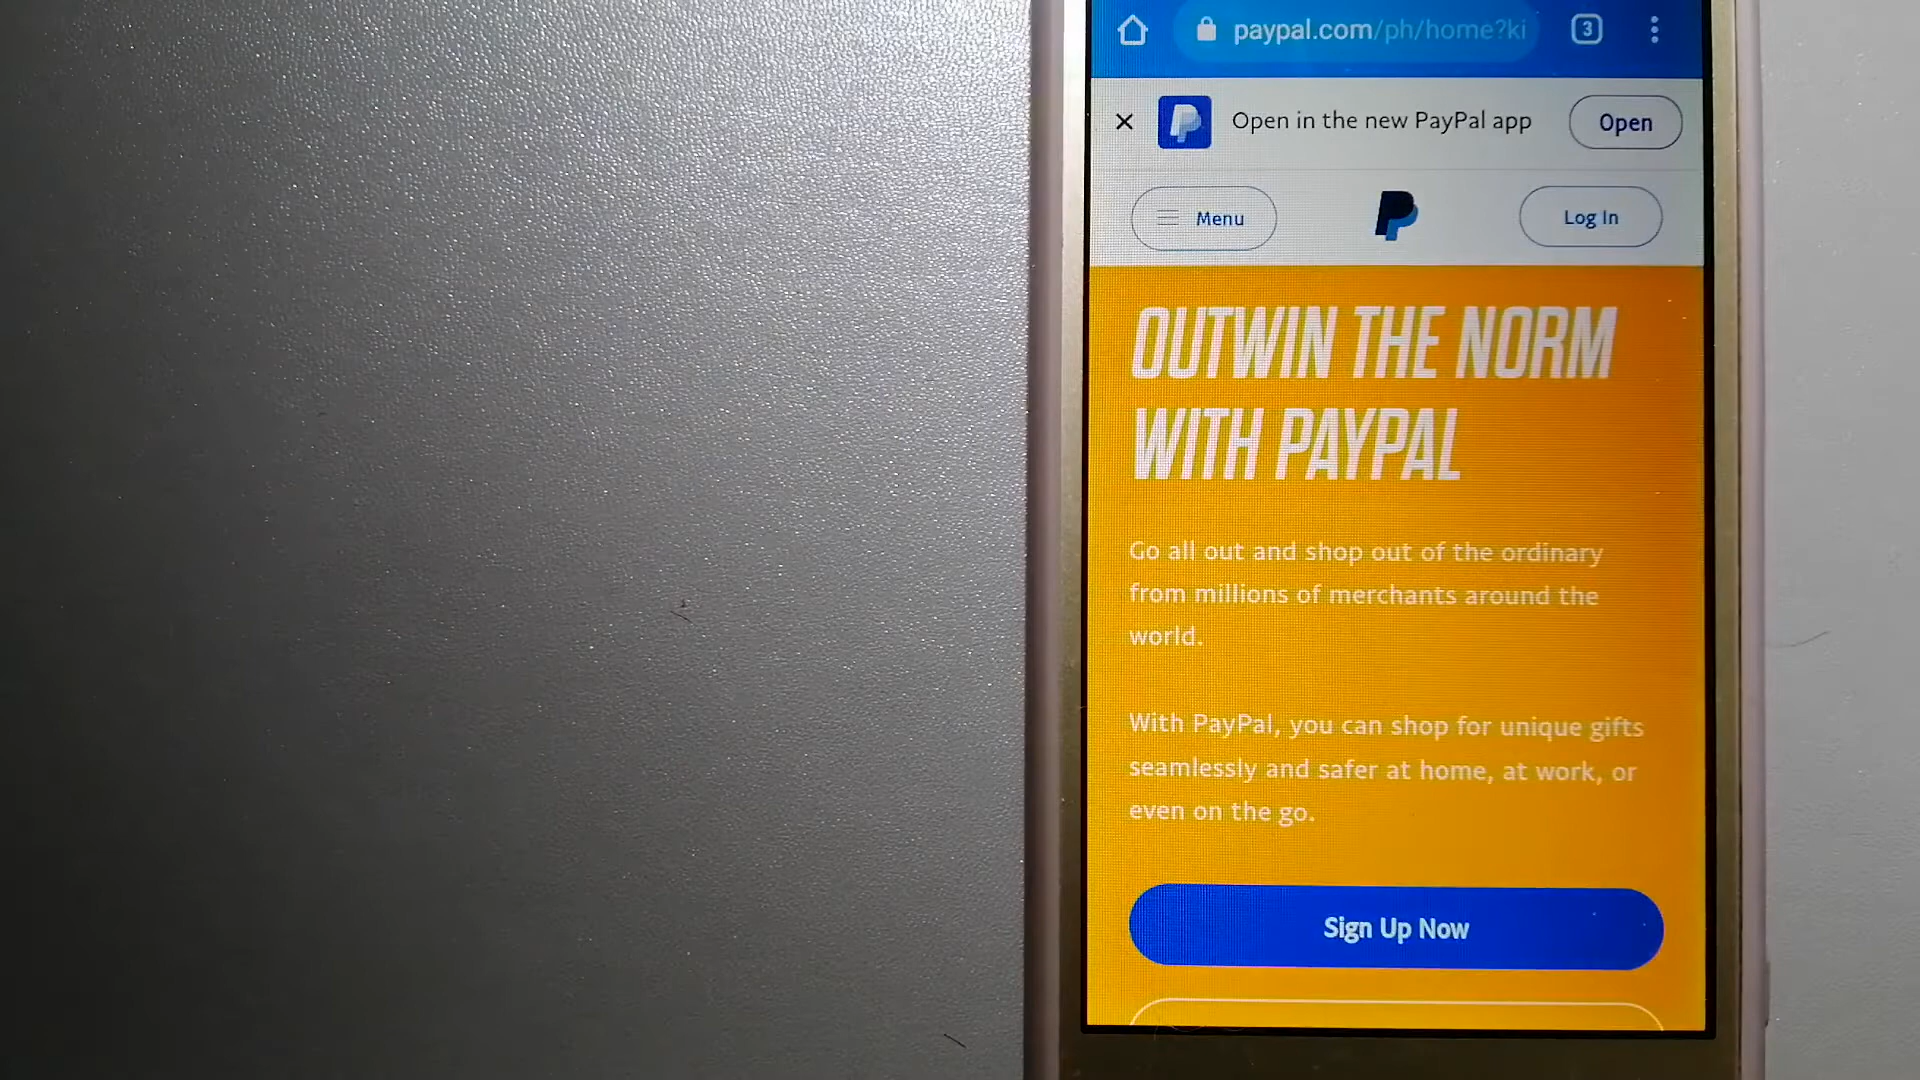 paypal.com/ph/home?ki
3
Open in the new PayPal app
Open
Menu
Log In
OUTWIN THE NORM
WITH PAYPAL
Go all out and shop out of the ordinary
from millions of merchants around the
world.
With PayPal, you can shop for unique gifts
seamlessly and safer at home, at work, or
even on the go.
Sign Up Now